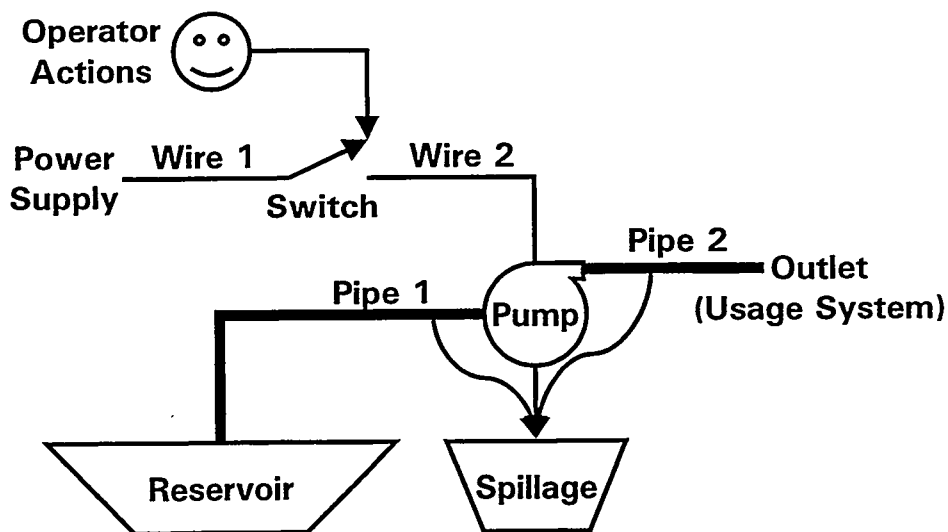 Operator
Actions
Power
Supply
Wire 1
Wire 2
Switch
Pipe 2
Outlet
(Usage System)
Pipe 1
Pump
Reservoir
Spillage